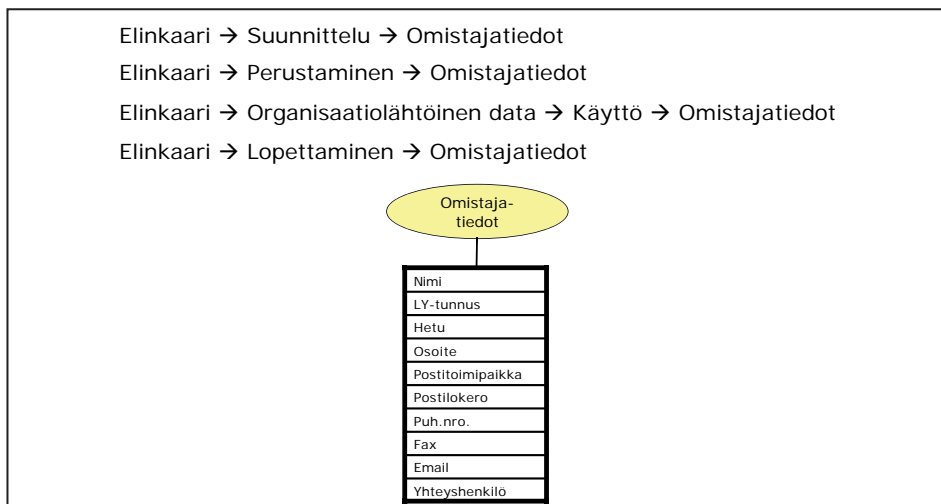 Elinkaari → Suunnittelu → Omistajatiedot
Elinkaari → Perustaminen → Omistajatiedot
Elinkaari → Organisaatiolähtöinen data → Käyttö → Omistajatiedot
Elinkaari → Lopettaminen → Omistajatiedot
Omistaja-
tiedot
Nimi
LY-tunnus
Hetu
Osoite
Postitoimipaikka
Postilokero
Puh.nro.
Fax
Email
Yhteyshenkilö